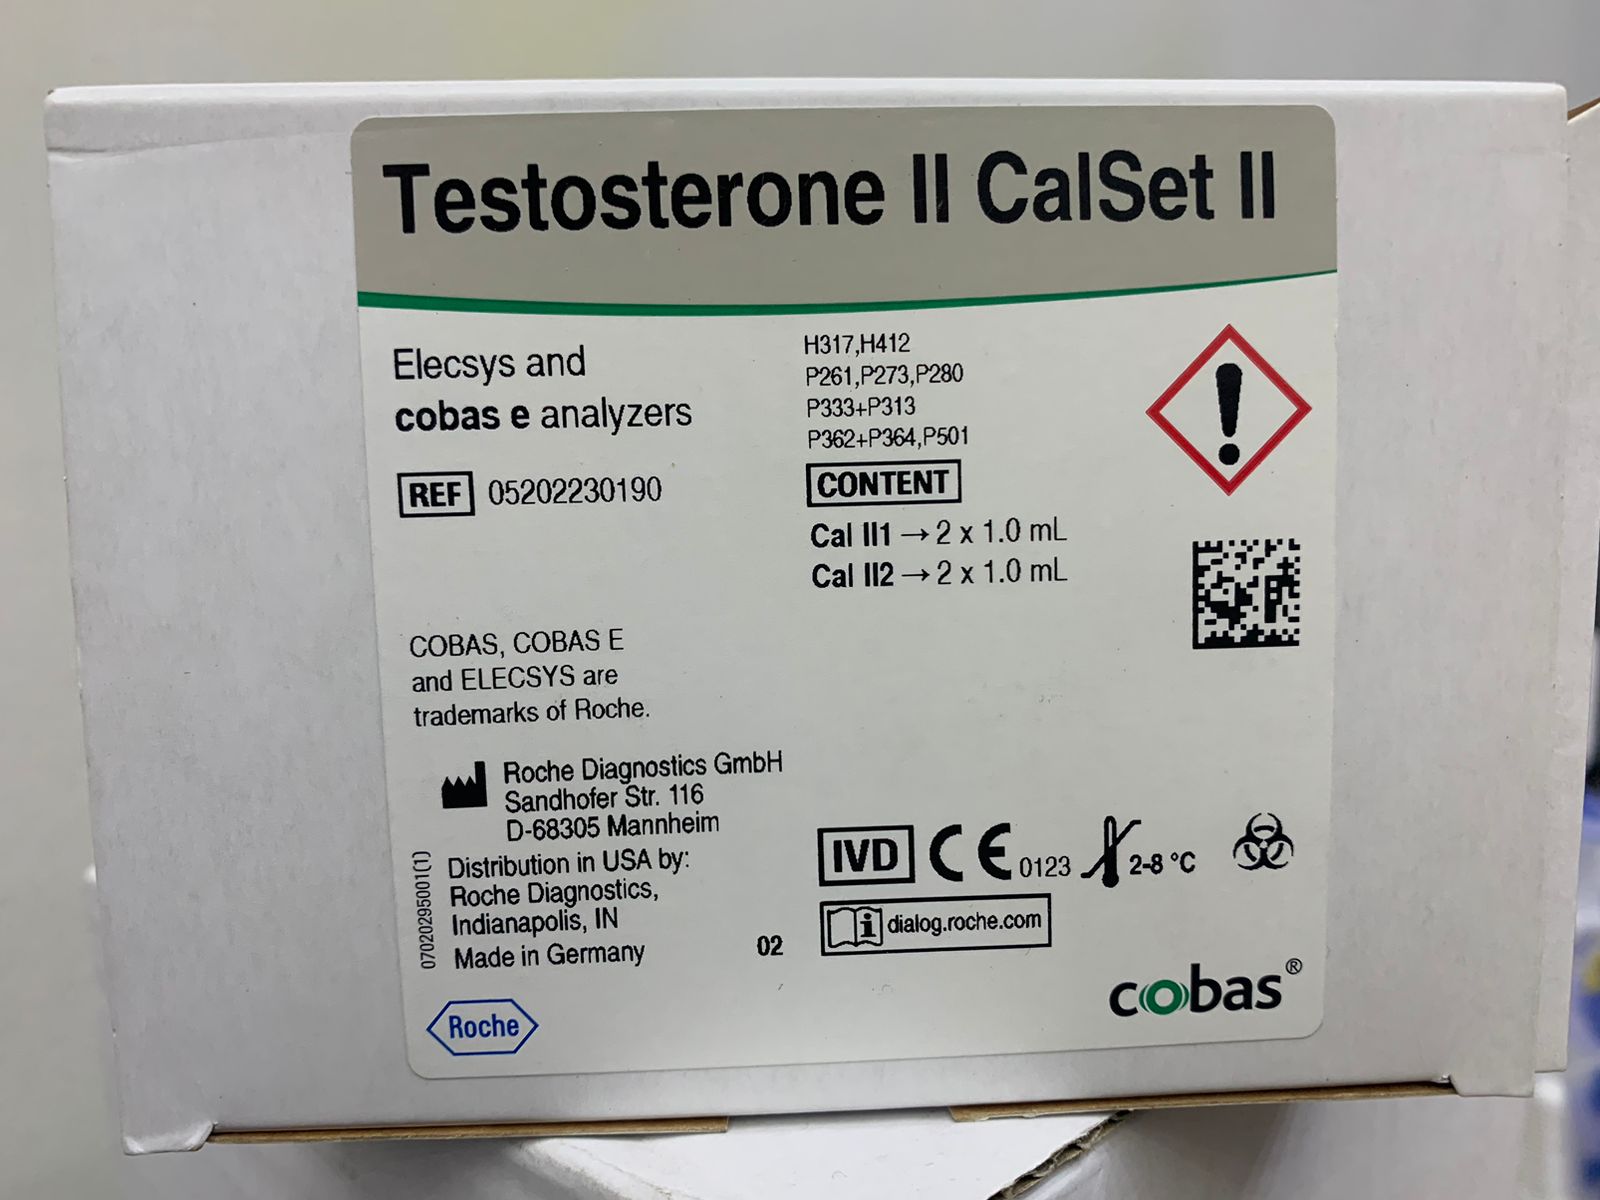 Testosterone II CalSet II
Elecsys and
cobas e analyzers
REF 05202230190
H317,H412
P261,P273,P280
P333+P313
P362+P364,P501
CONTENT
Cal II1 → 2 x 1.0 mL
Cal II2 → 2 x 1.0 mL
COBAS, COBAS E
and ELECSYS are
trademarks of Roche.
Roche Diagnostics GmbH
Sandhofer Str. 116
D-68305 Mannheim
Distribution in USA by:
Roche Diagnostics,
Indianapolis, IN
Made in Germany
07020295001(1)
02
IVD CE 0123 2-8 °C
i dialog.roche.com
Roche
cobas®